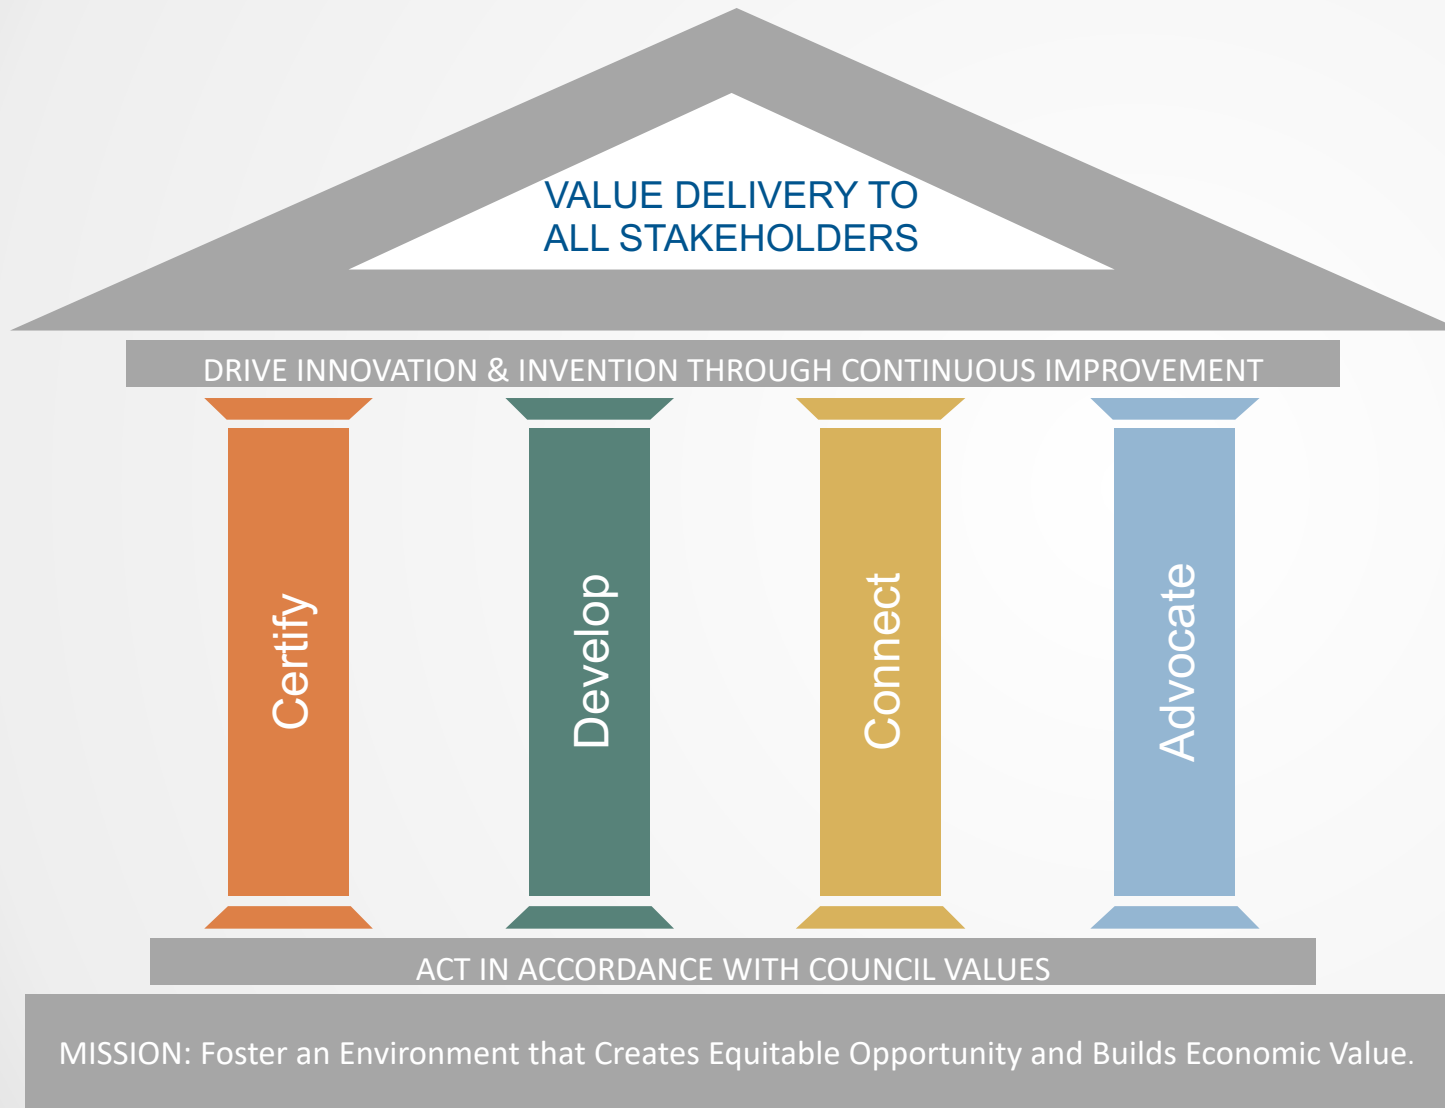 VALUE DELIVERY TO
ALL STAKEHOLDERS
DRIVE INNOVATION & INVENTION THROUGH CONTINUOUS IMPROVEMENT
Certify
Develop
Connect
Advocate
ACT IN ACCORDANCE WITH COUNCIL VALUES
MISSION: Foster an Environment that Creates Equitable Opportunity and Builds Economic Value.